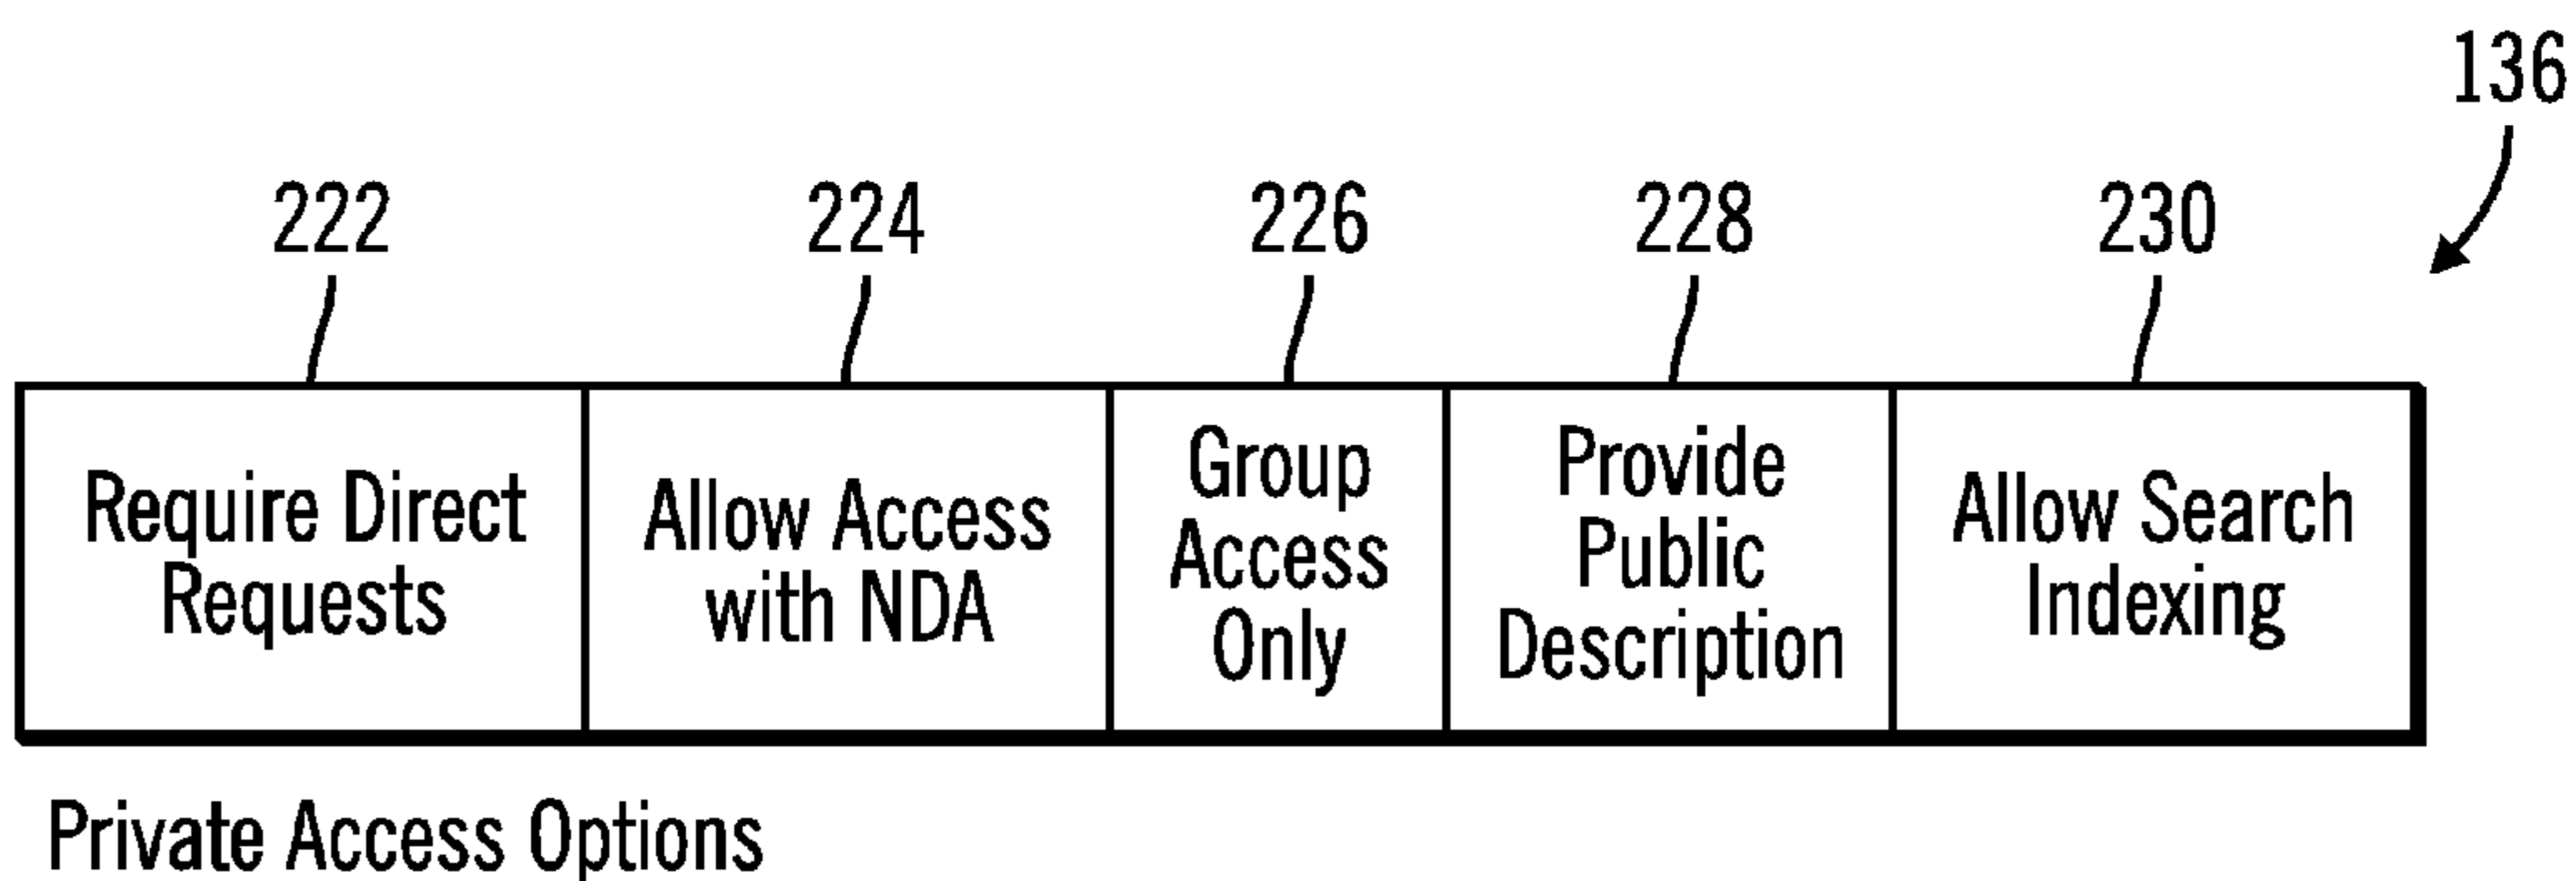 136
222 224 226 228 230
Require Direct
Requests
Allow Access
with NDA
Group
Access
Only
Provide
Public
Description
Allow Search
Indexing
Private Access Options